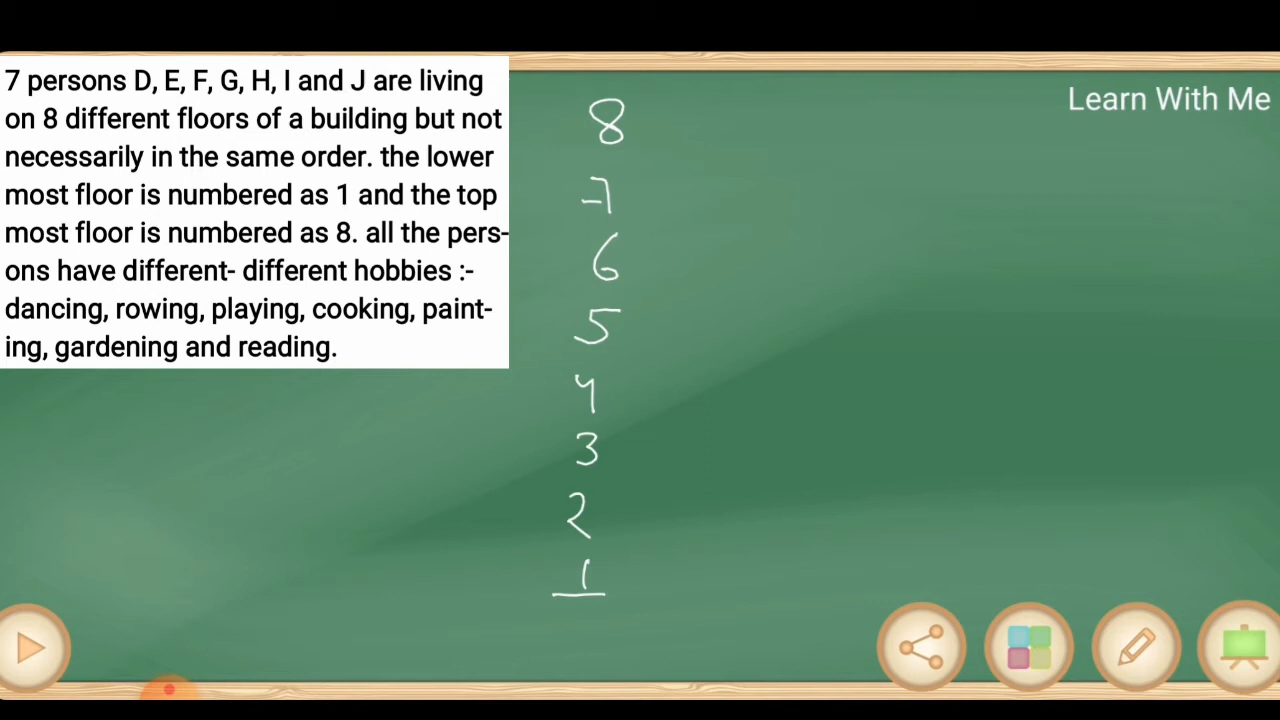 7 persons D, E, F, G, H, I and J are living
on 8 different floors of a building but not
necessarily in the same order. the lower
most floor is numbered as 1 and the top
most floor is numbered as 8. all the pers-
ons have different- different hobbies :-
dancing, rowing, playing, cooking, paint-
ing, gardening and reading.
Learn With Me
8
7
6
5
4
3
2
1